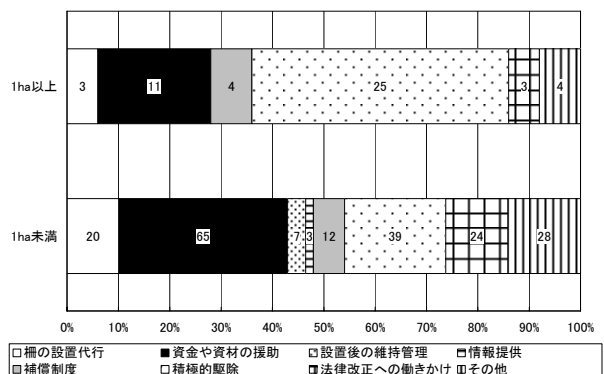 1ha以上 3 11 4 25 3 4
1ha未満 20 65 7 3 12 39 24 28
0% 10% 20% 30% 40% 50% 60% 70% 80% 90% 100%
柵の設置代行 資金や資材の援助 設置後の維持管理 情報提供
補償制度 積極的駆除 法律改正への働きかけ その他